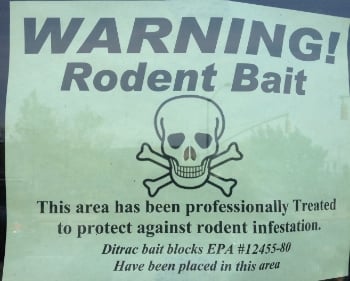 WARNING!
Rodent Bait
This area has been professionally Treated
to protect against rodent infestation.
Ditrac bait blocks EPA #12455-80
Have been placed in this area